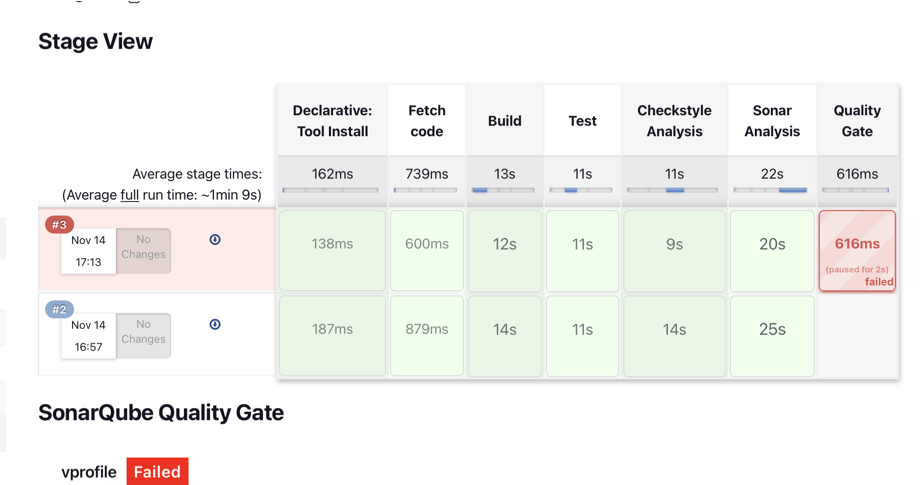 Stage View
Declarative: Tool Install
Fetch code
Build
Test
Checkstyle Analysis
Sonar Analysis
Quality Gate
Average stage times:
(Average full run time: ~1min 9s)
162ms
739ms
13s
11s
11s
22s
616ms
#3
Nov 14
17:13
No Changes
138ms
600ms
12s
11s
9s
20s
616ms
(paused for 2s)
failed
#2
Nov 14
16:57
No Changes
187ms
879ms
14s
11s
14s
25s
SonarQube Quality Gate
vprofile Failed